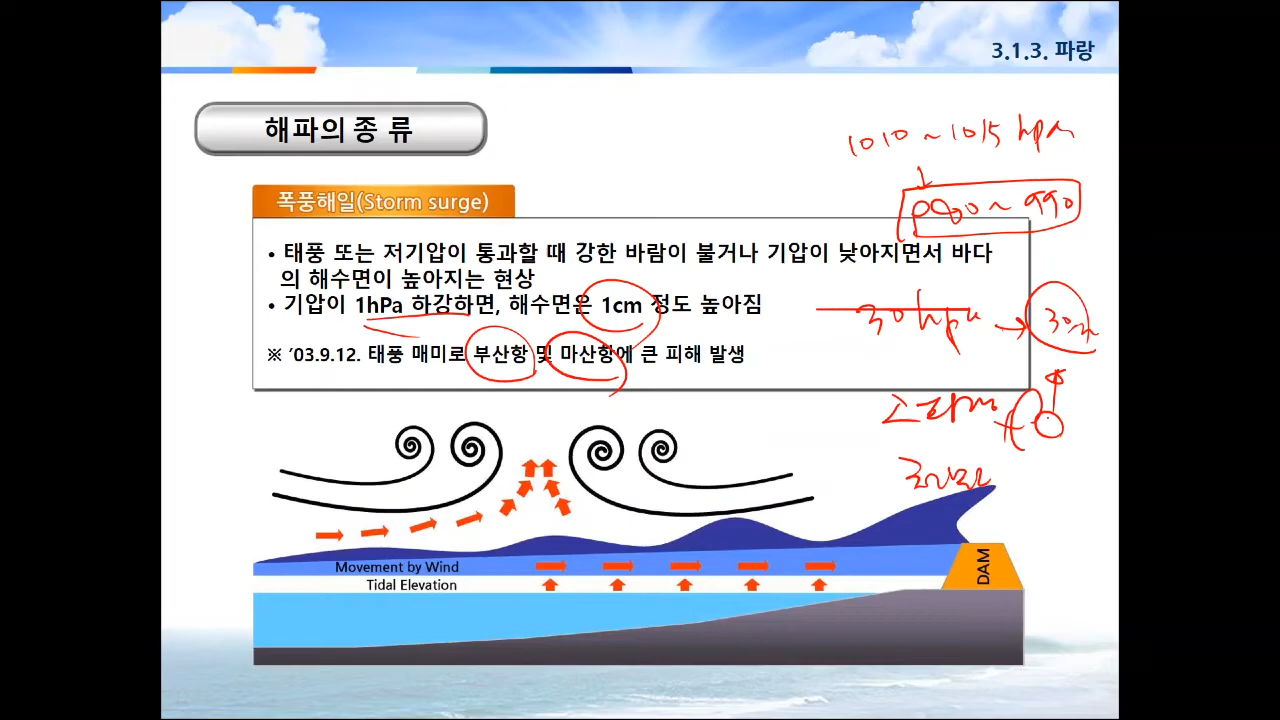 3.1.3. 파랑
해파의 종 류
1010 ~ 1015 hpa
폭풍해일(Storm surge)
980 ~ 990
• 태풍 또는 저기압이 통과할 때 강한 바람이 불거나 기압이 낮아지면서 바다
의 해수면이 높아지는 현상
• 기압이 1hPa 하강하면, 해수면은 1cm 정도 높아짐
30 hpa → 30cm
※ ’03.9.12. 태풍 매미로 부산항 및 마산항에 큰 피해 발생
Movement by Wind
Tidal Elevation
DAM